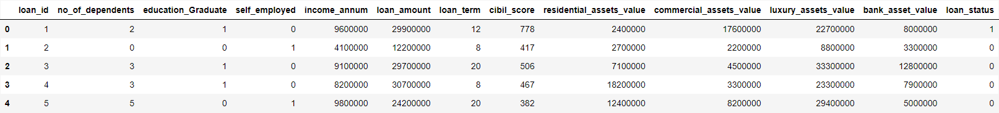 loan_id no_of_dependents education_Graduate self_employed income_annum loan_amount loan_term cibil_score residential_assets_value commercial_assets_value luxury_assets_value bank_asset_value loan_status
0 1 2 1 0 9600000 29900000 12 778 2400000 17600000 22700000 8000000 1
1 2 0 0 1 4100000 12200000 8 417 2700000 2200000 8800000 3300000 0
2 3 3 1 0 9100000 29700000 20 506 7100000 4500000 33300000 12800000 0
3 4 3 1 0 8200000 30700000 8 467 18200000 3300000 23300000 7900000 0
4 5 5 0 1 9800000 24200000 20 382 12400000 8200000 29400000 5000000 0